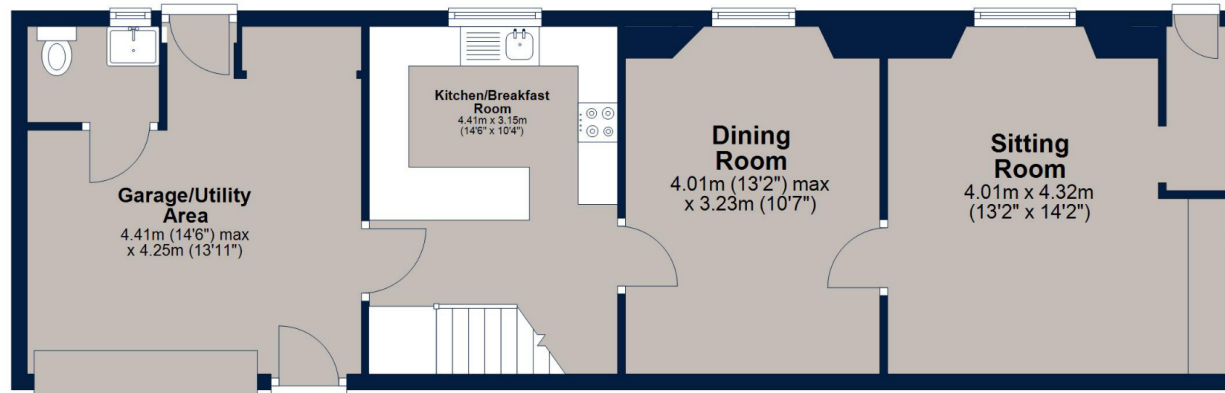 Kitchen/Breakfast
Room
4.41m x 3.15m
(14'6" x 10'4")
Garage/Utility
Area
4.41m (14'6") max
x 4.25m (13'11")
Dining
Room
4.01m (13'2") max
x 3.23m (10'7")
Sitting
Room
4.01m x 4.32m
(13'2" x 14'2")